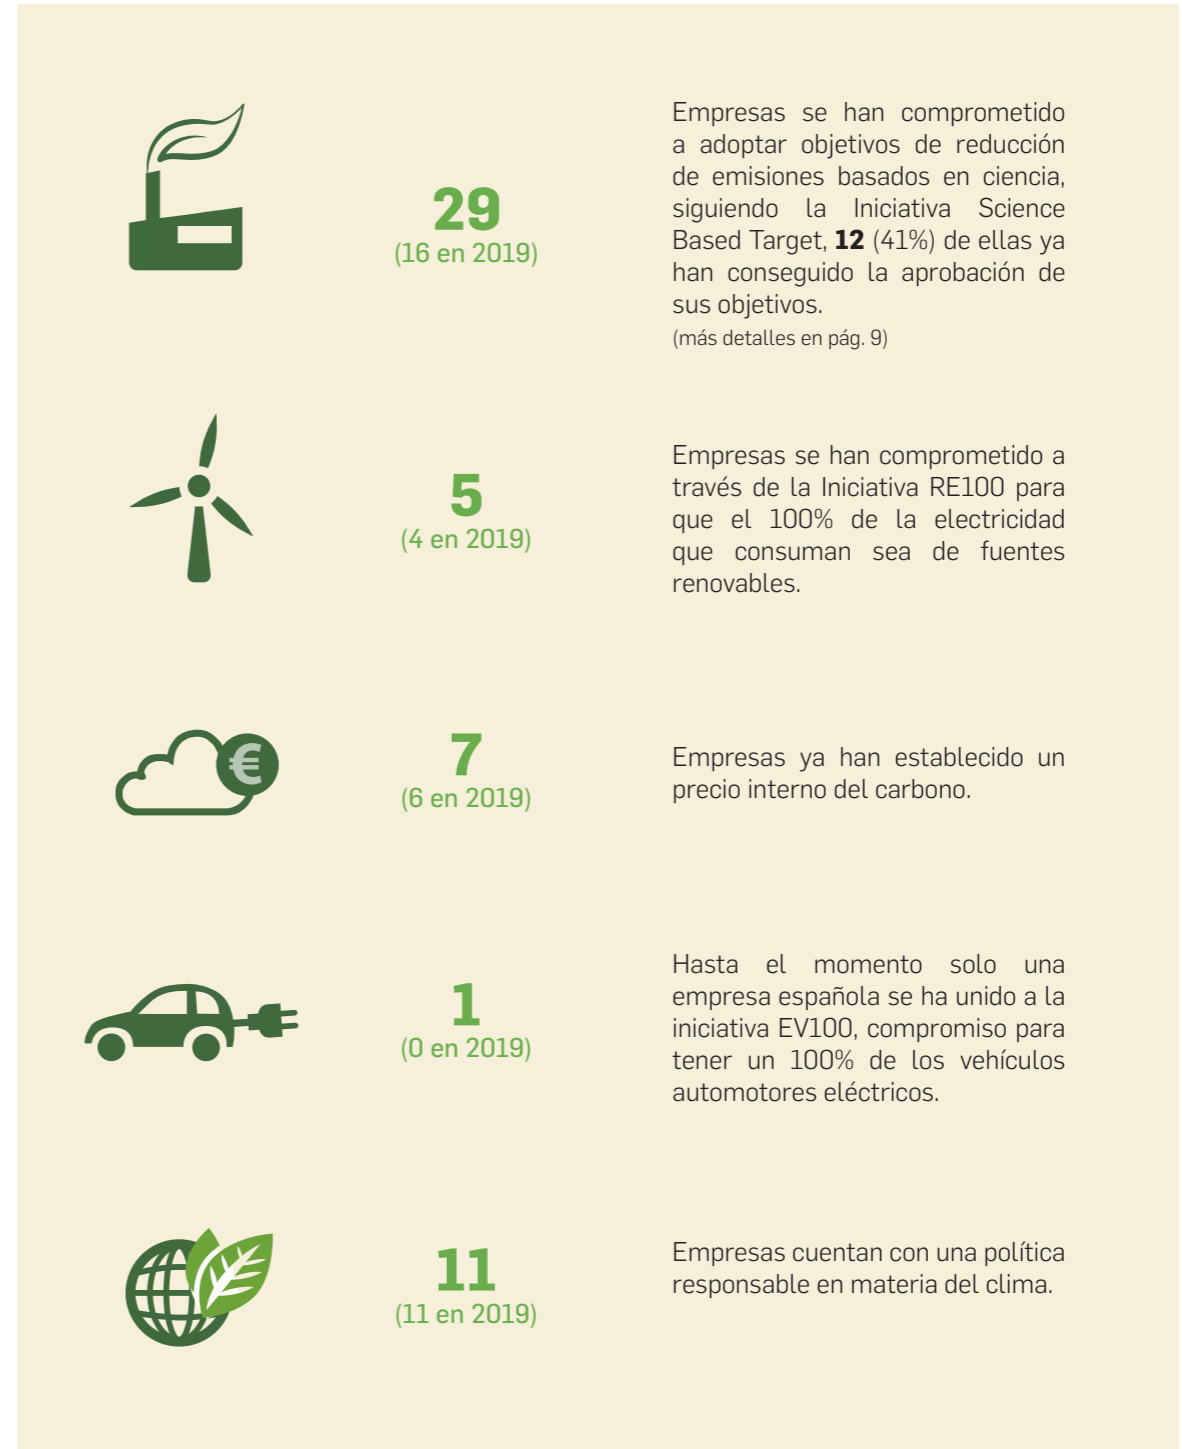 29
(16 en 2019)
Empresas se han comprometido
a adoptar objetivos de reducción
de emisiones basados en ciencia,
siguiendo la Iniciativa Science
Based Target, 12 (41%) de ellas ya
han conseguido la aprobación de
sus objetivos.
(más detalles en pág. 9)
5
(4 en 2019)
Empresas se han comprometido a
través de la Iniciativa RE100 para
que el 100% de la electricidad
que consuman sea de fuentes
renovables.
€
7
(6 en 2019)
Empresas ya han establecido un
precio interno del carbono.
1
(0 en 2019)
Hasta el momento solo una
empresa española se ha unido a la
iniciativa EV100, compromiso para
tener un 100% de los vehículos
automotores eléctricos.
11
(11 en 2019)
Empresas cuentan con una política
responsable en materia del clima.